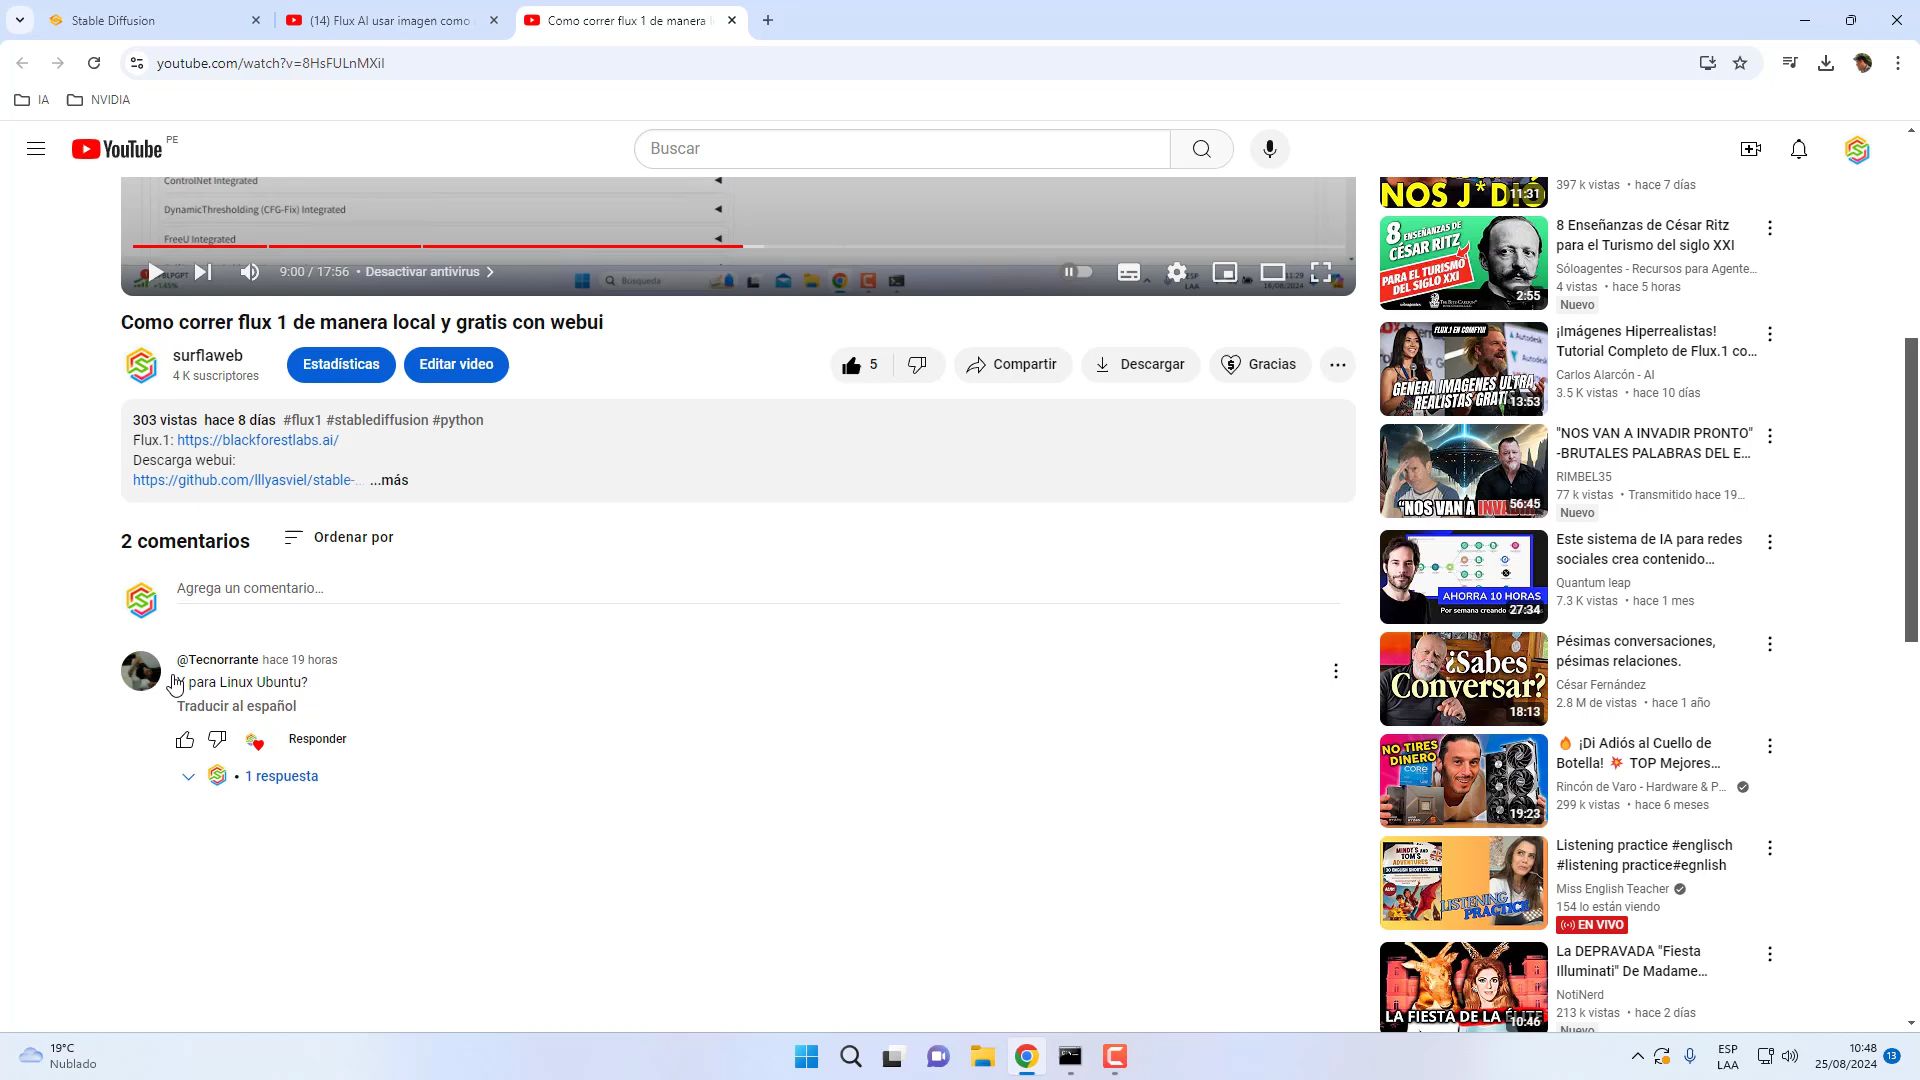 Stable Diffusion
(14) Flux AI usar imagen como
Como correr flux 1 de manera l
youtube.com/watch?v=8HsFULnMXiI
IA
NVIDIA
YouTube
PE
Buscar
ControlNet Integrated
DynamicThresholding (CFG-Fix) Integrated
FreeU Integrated
9:00 / 17:56 • Desactivar antivirus
Búsqueda
Como correr flux 1 de manera local y gratis con webui
surflaweb
4 K suscriptores
Estadísticas
Editar video
5
Compartir
Descargar
Gracias
303 vistas hace 8 días #flux1 #stablediffusion #python
Flux.1: https://blackforestlabs.ai/
Descarga webui:
https://github.com/lllyasviel/stable-... ...más
2 comentarios
Ordenar por
Agrega un comentario...
@Tecnorrante hace 19 horas
Y para Linux Ubuntu?
Traducir al español
Responder
• 1 respuesta
NOS J*DIÓ
11:31
397 k vistas • hace 7 días
8 ENSEÑANZAS DE
CÉSAR RITZ
PARA EL TURISMO
DEL SIGLO XXI
2:55
8 Enseñanzas de César Ritz
para el Turismo del siglo XXI
Sóloagentes - Recursos para Agente...
4 vistas • hace 5 horas
Nuevo
FLUX.1 EN COMFYUI
GENERA IMAGENES ULTRA
REALISTAS GRATI
13:53
¡Imágenes Hiperrealistas!
Tutorial Completo de Flux.1 co...
Carlos Alarcón - AI
3.5 K vistas • hace 10 días
"NOS VAN A INVADIR
56:45
"NOS VAN A INVADIR PRONTO"
-BRUTALES PALABRAS DEL E...
RIMBEL35
77 k vistas • Transmitido hace 19...
Nuevo
AHORRA 10 HORAS
Por semana creando
27:34
Este sistema de IA para redes
sociales crea contenido...
Quantum leap
7.3 K vistas • hace 1 mes
¿Sabes
Conversar?
18:13
Pésimas conversaciones,
pésimas relaciones.
César Fernández
2.8 M de vistas • hace 1 año
NO TIRES
DINERO
CORE
19:23
🔥 ¡Di Adiós al Cuello de
Botella! 💥 TOP Mejores...
Rincón de Varo - Hardware & P...
299 k vistas • hace 6 meses
MINDY'S AND
TOM'S
ADVENTURES
LISTENING
PRACTICE
Listening practice #englisch
#listening practice#egnlish
Miss English Teacher
154 lo están viendo
EN VIVO
LA FIESTA DE LA ÉLITE
10:46
La DEPRAVADA "Fiesta
Illuminati" De Madame...
NotiNerd
213 k vistas • hace 2 días
Nuevo
19°C
Nublado
ESP
LAA
10:48
25/08/2024
13